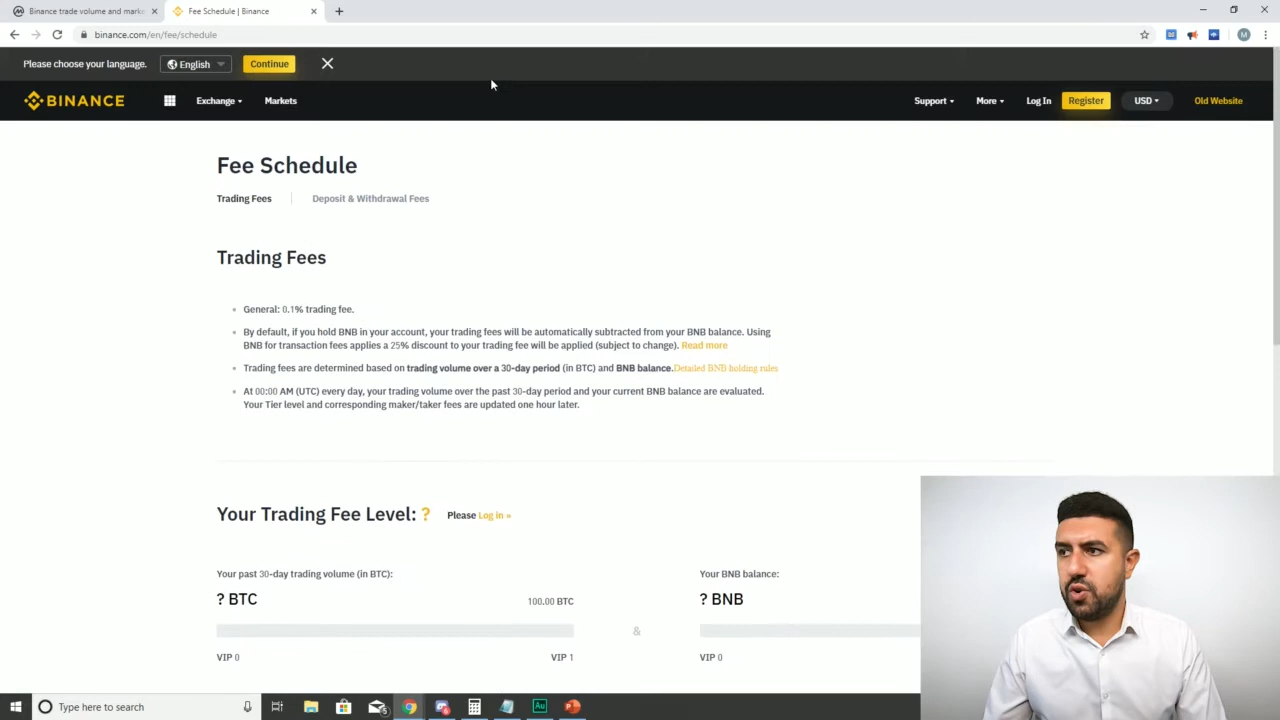 Binance trade volume and mark
Fee Schedule | Binance
binance.com/en/fee/schedule
M
Please choose your language.
English
Continue
BINANCE
Exchange
Markets
Support
More
Log In
Register
USD
Old Website
Fee Schedule
Trading Fees
Deposit & Withdrawal Fees
Trading Fees
General: 0.1% trading fee.
By default, if you hold BNB in your account, your trading fees will be automatically subtracted from your BNB balance. Using
BNB for transaction fees applies a 25% discount to your trading fee will be applied (subject to change). Read more
Trading fees are determined based on trading volume over a 30-day period (in BTC) and BNB balance.Detailed BNB holding rules
At 00:00 AM (UTC) every day, your trading volume over the past 30-day period and your current BNB balance are evaluated.
Your Tier level and corresponding maker/taker fees are updated one hour later.
Your Trading Fee Level: ?
Please Log in »
Your past 30-day trading volume (in BTC):
Your BNB balance:
? BTC
100.00 BTC
? BNB
&
VIP 0
VIP 1
VIP 0
Type here to search
Au